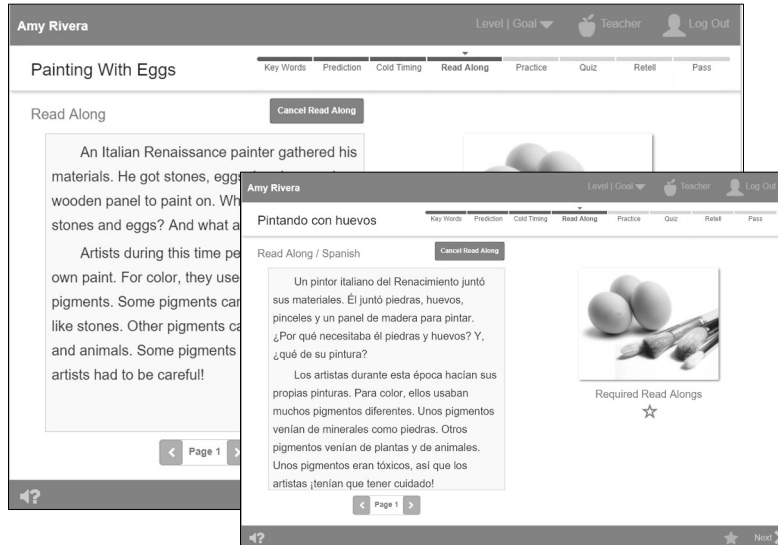 Amy Rivera
Level | Goal
Teacher
Log Out
Painting With Eggs
Key Words
Prediction
Cold Timing
Read Along
Practice
Quiz
Retell
Pass
Read Along
Cancel Read Along
An Italian Renaissance painter gathered his
materials. He got stones, eggs
wooden panel to paint on. Wh
stones and eggs? And what a
Artists during this time pe
own paint. For color, they use
pigments. Some pigments car
like stones. Other pigments ca
and animals. Some pigments
artists had to be careful!
Page 1
Amy Rivera
Level | Goal
Teacher
Log Out
Pintando con huevos
Key Words
Prediction
Cold Timing
Read Along
Practice
Quiz
Retell
Pass
Read Along / Spanish
Cancel Read Along
Un pintor italiano del Renacimiento juntó
sus materiales. Él juntó piedras, huevos,
pinceles y un panel de madera para pintar.
¿Por qué necesitaba él piedras y huevos? Y,
¿qué de su pintura?
Los artistas durante esta época hacían sus
propias pinturas. Para color, ellos usaban
muchos pigmentos diferentes. Unos pigmentos
venían de minerales como piedras. Otros
pigmentos venían de plantas y de animales.
Unos pigmentos eran tóxicos, así que los
artistas ¡tenían que tener cuidado!
Page 1
Required Read Alongs
Next